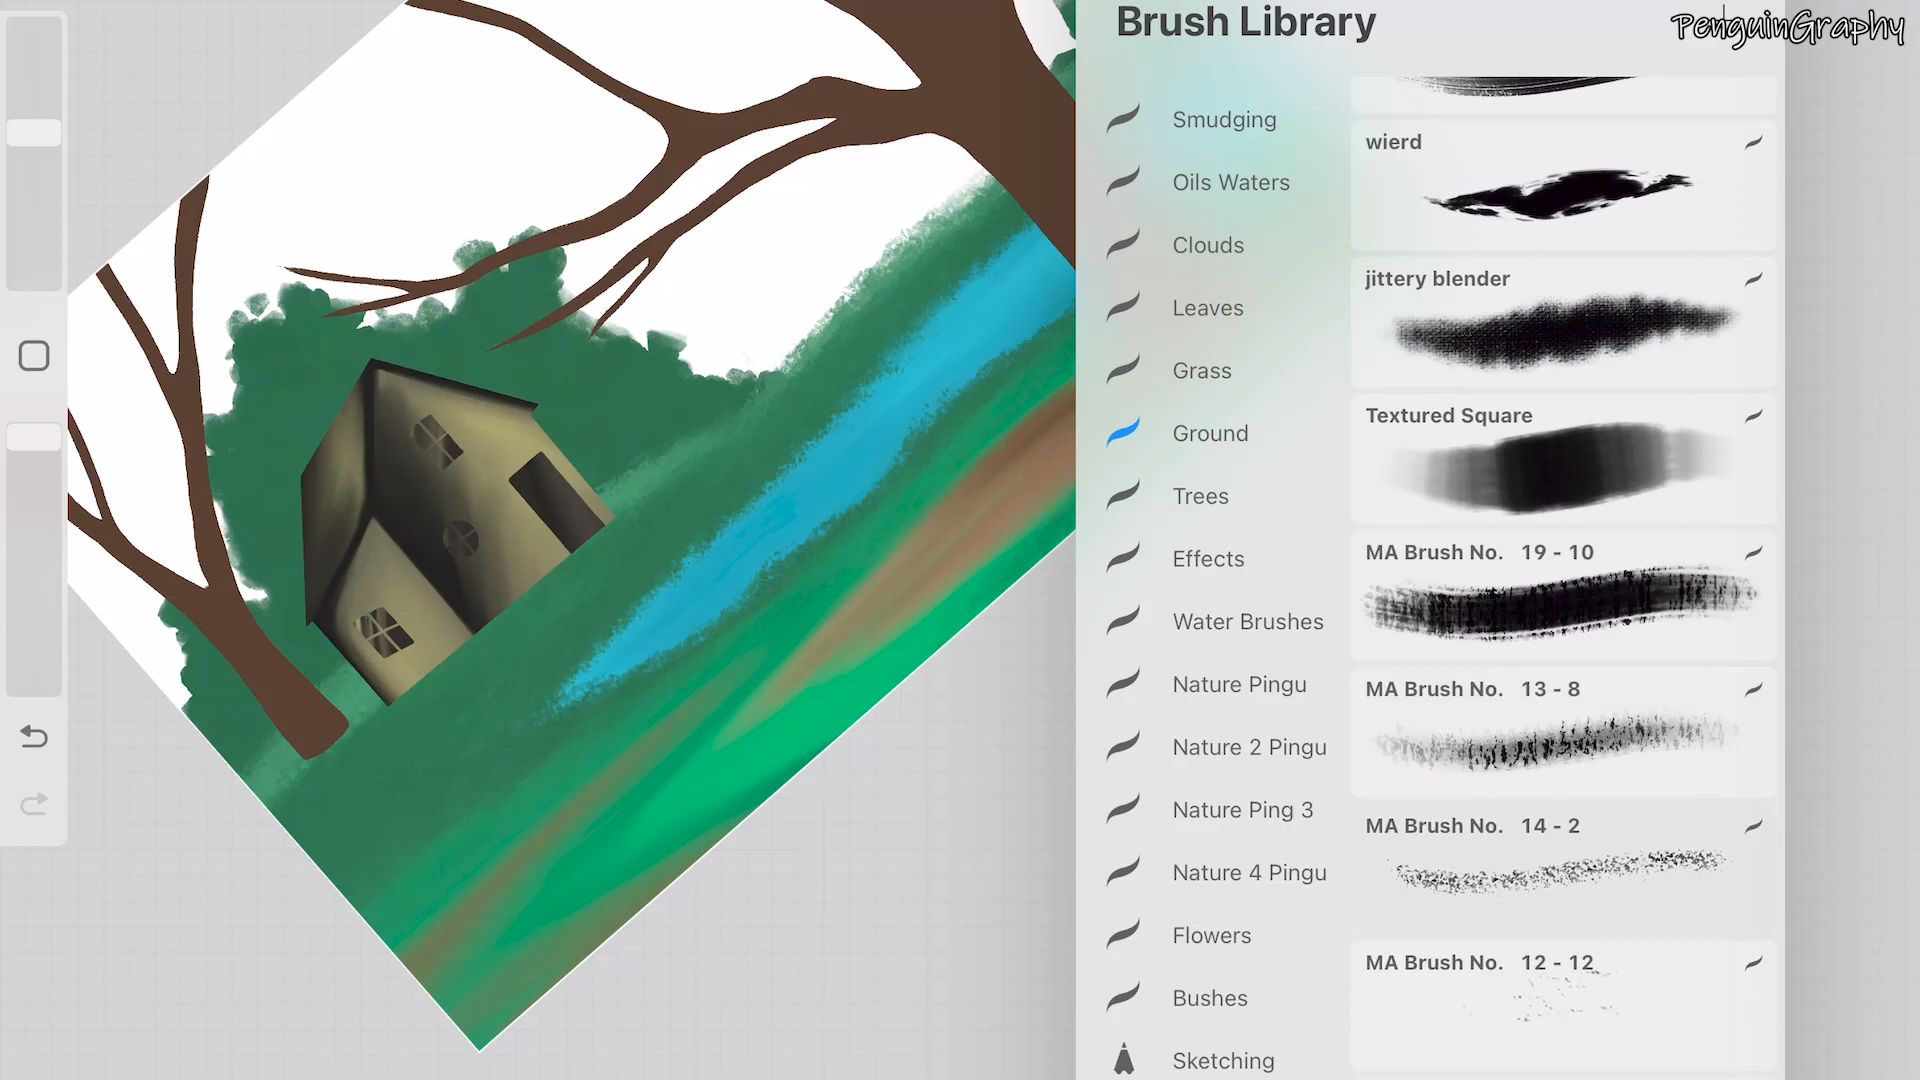 Brush Library
PenguinGraphy
Smudging
Oils Waters
Clouds
Leaves
Grass
Ground
Trees
Effects
Water Brushes
Nature Pingu
Nature 2 Pingu
Nature Ping 3
Nature 4 Pingu
Flowers
Bushes
Sketching
wierd
jittery blender
Textured Square
MA Brush No. 19 - 10
MA Brush No. 13 - 8
MA Brush No. 14 - 2
MA Brush No. 12 - 12